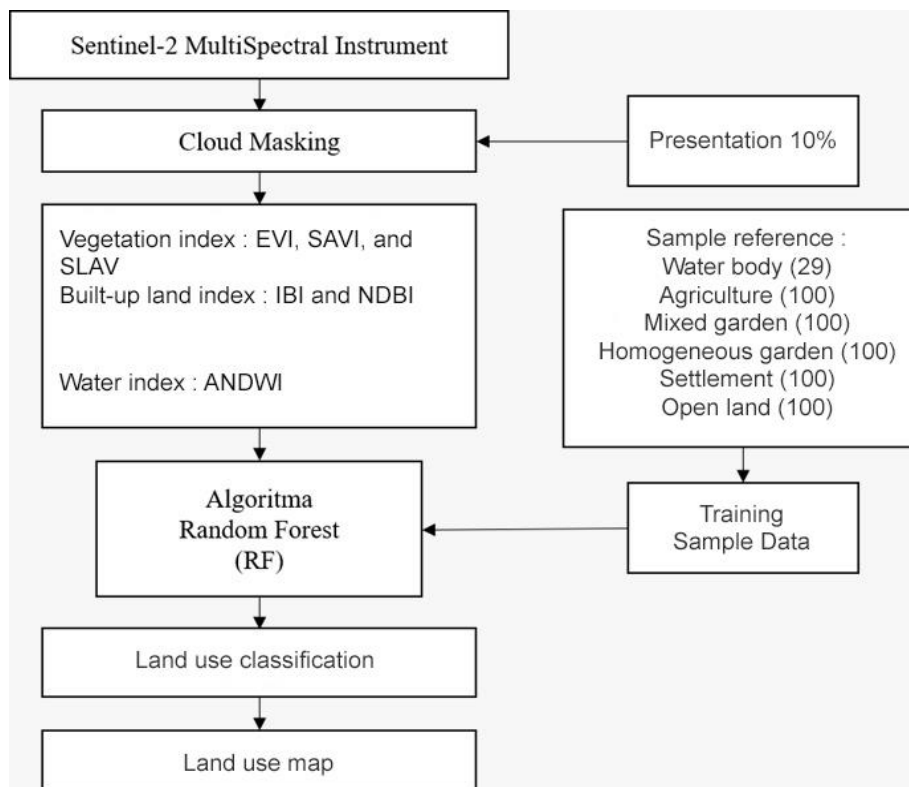 Sentinel-2 MultiSpectral Instrument
Cloud Masking
Presentation 10%
Vegetation index : EVI, SAVI, and
SLAV
Built-up land index : IBI and NDBI
Water index : ANDWI
Sample reference :
Water body (29)
Agriculture (100)
Mixed garden (100)
Homogeneous garden (100)
Settlement (100)
Open land (100)
Algoritma
Random Forest
(RF)
Training
Sample Data
Land use classification
Land use map